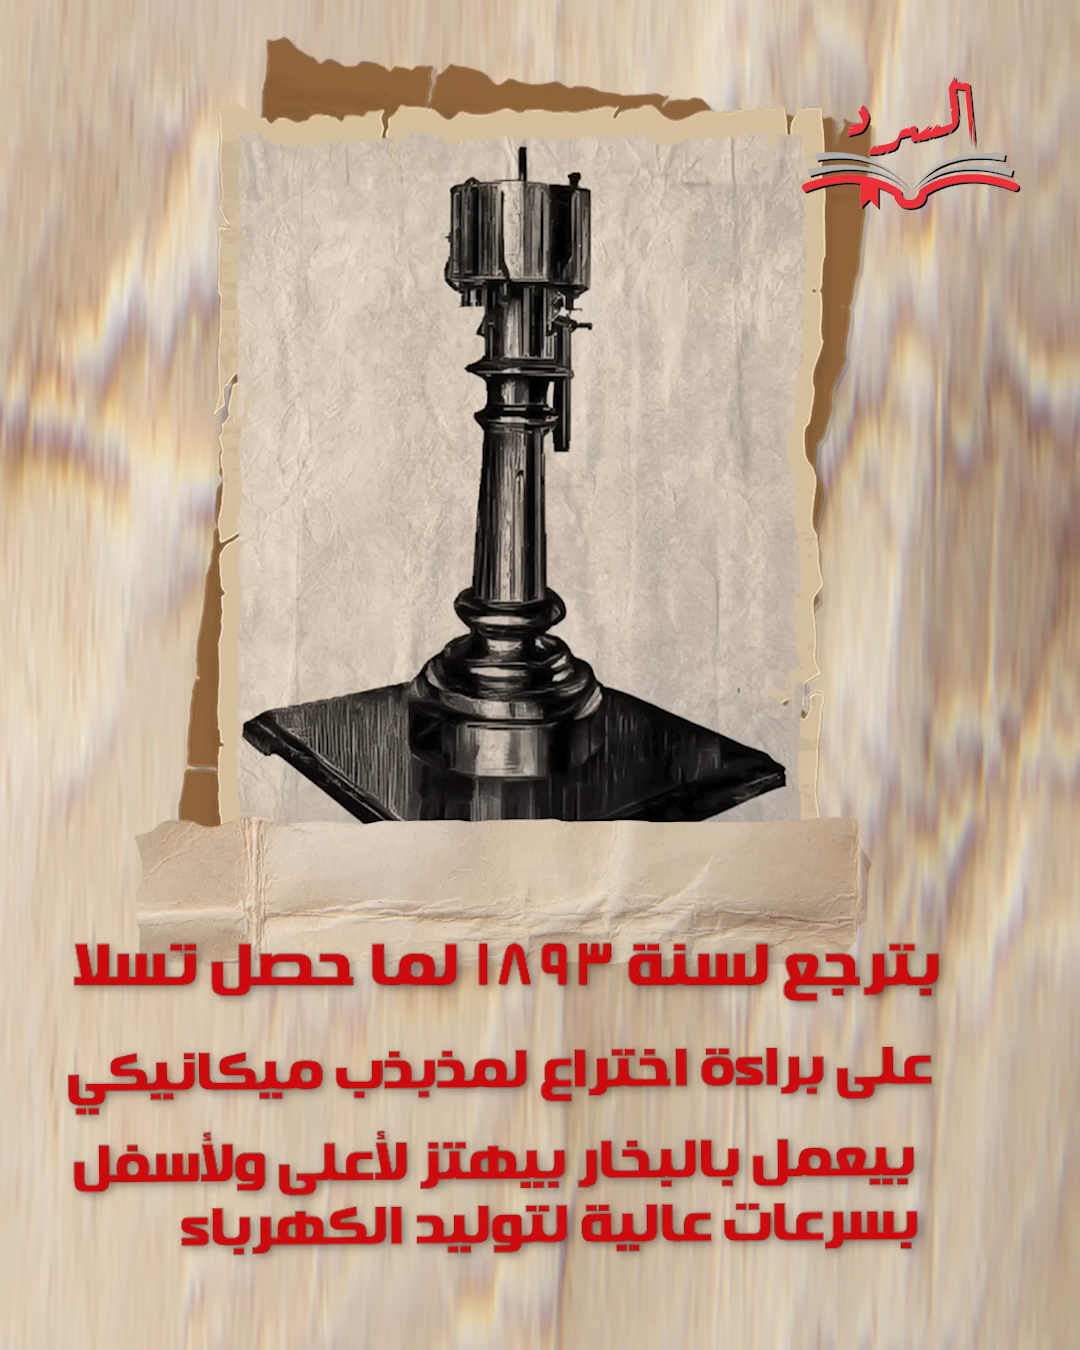 السرد
بترجع لسنة ١٨٩٣ لما حصل تسلا
على براءة اختراع لمذبذب ميكانيكي
بيعمل بالبخار بيهتز لأعلى ولأسفل
بسرعات عالية لتوليد الكهرباء